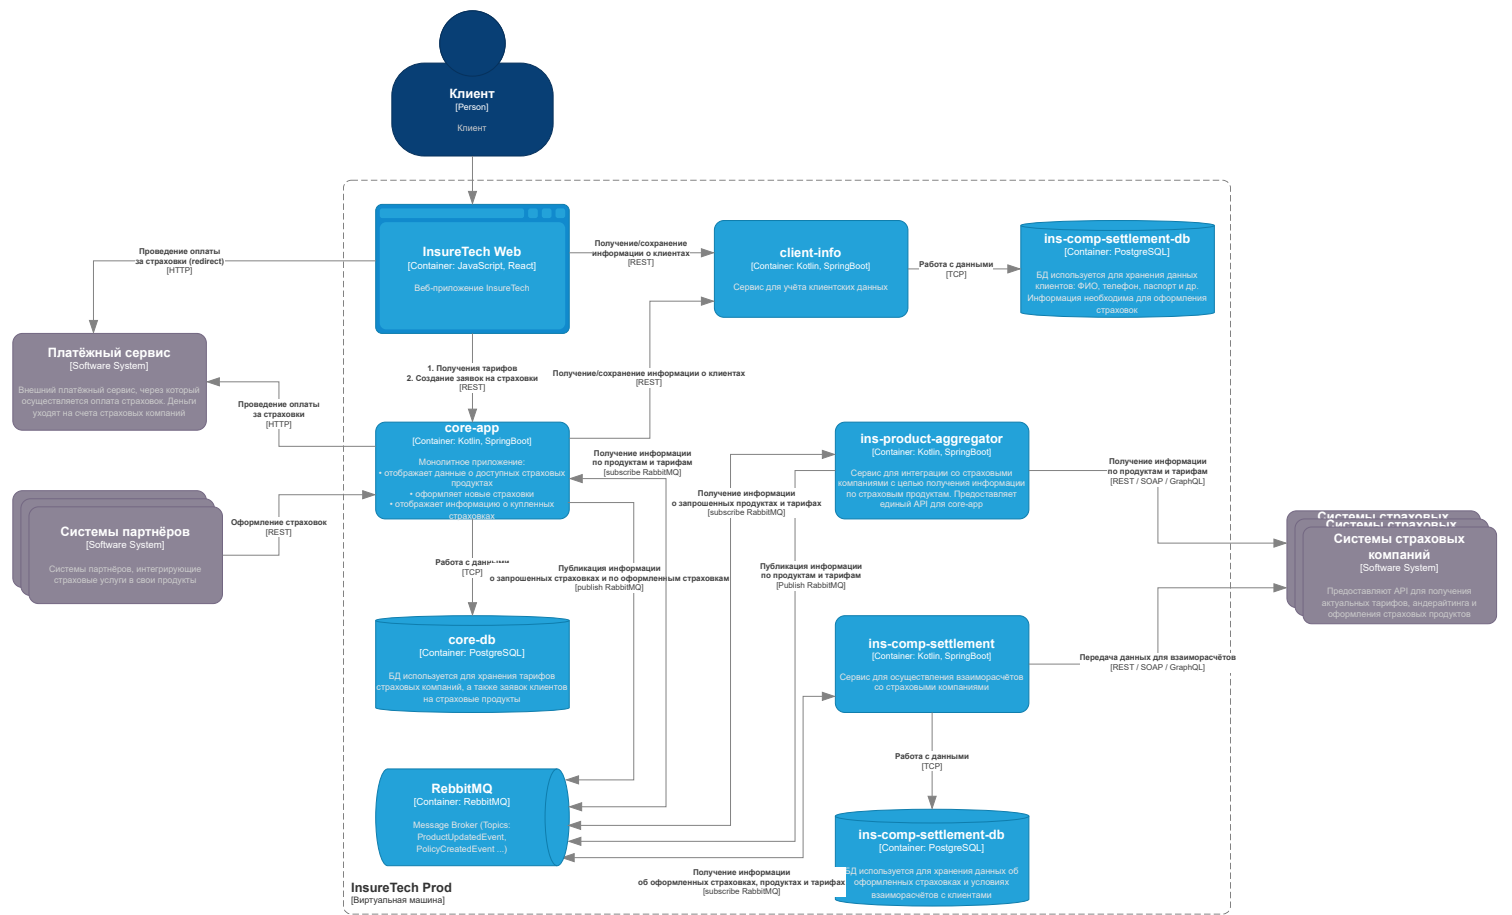 Клиент
[Person]
Клиент
InsureTech Web
[Container: JavaScript, React]
Веб-приложение InsureTech
Получение/сохранение
информации о клиентах
[REST]
client-info
[Container: Kotlin, SpringBoot]
Сервис для учёта клиентских данных
Работа с данными
[TCP]
ins-comp-settlement-db
[Container: PostgreSQL]
БД используется для хранения данных
клиентов: ФИО, телефон, паспорт и др.
Информация необходима для оформления
страховок
Проведение оплаты
за страховки (redirect)
[HTTP]
Платёжный сервис
[Software System]
Внешний платёжный сервис, через который
осуществляется оплата страховок. Деньги
уходят на счета страховых компаний
1. Получения тарифов
2. Создание заявок на страховки
[REST]
Получение/сохранение информации о клиентах
[REST]
Проведение оплаты
за страховки
[HTTP]
core-app
[Container: Kotlin, SpringBoot]
Монолитное приложение:
• отображает данные о доступных страховых
продуктах
• оформляет новые страховки
• отображает информацию о купленных
страховках
Получение информации
по продуктам и тарифам
[subscribe RabbitMQ]
ins-product-aggregator
[Container: Kotlin, SpringBoot]
Сервис для интеграции со страховыми
компаниями с целью получения информации
по страховым продуктам. Предоставляет
единый API для core-app
Получение информации
по продуктам и тарифам
[REST / SOAP / GraphQL]
Получение информации
о запрошенных продуктах и тарифах
[subscribe RabbitMQ]
Системы партнёров
[Software System]
Системы партнёров, интегрирующие
страховые услуги в свои продукты
Оформление страховок
[REST]
Системы страховых
Системы страховых
Системы страховых
компаний
[Software System]
Предоставляют API для получения
актуальных тарифов, андерайтинга и
оформления страховых продуктов
Работа с данными
[TCP]
Публикация информации
о запрошенных страховках и по оформленным страховкам
[publish RabbitMQ]
Публикация информации
по продуктам и тарифам
[Publish RabbitMQ]
core-db
[Container: PostgreSQL]
БД используется для хранения тарифов
страховых компаний, а также заявок клиентов
на страховые продукты
ins-comp-settlement
[Container: Kotlin, SpringBoot]
Сервис для осуществления взаиморасчётов
со страховыми компаниями
Передача данных для взаиморасчётов
[REST / SOAP / GraphQL]
Работа с данными
[TCP]
RebbitMQ
[Container: RebbitMQ]
Message Broker (Topics:
ProductUpdatedEvent,
PolicyCreatedEvent ...)
ins-comp-settlement-db
[Container: PostgreSQL]
БД используется для хранения данных об
оформленных страховках и условиях
взаиморасчётов с клиентами
Получение информации
об оформленных страховках, продуктах и тарифах
[subscribe RabbitMQ]
InsureTech Prod
[Виртуальная машина]